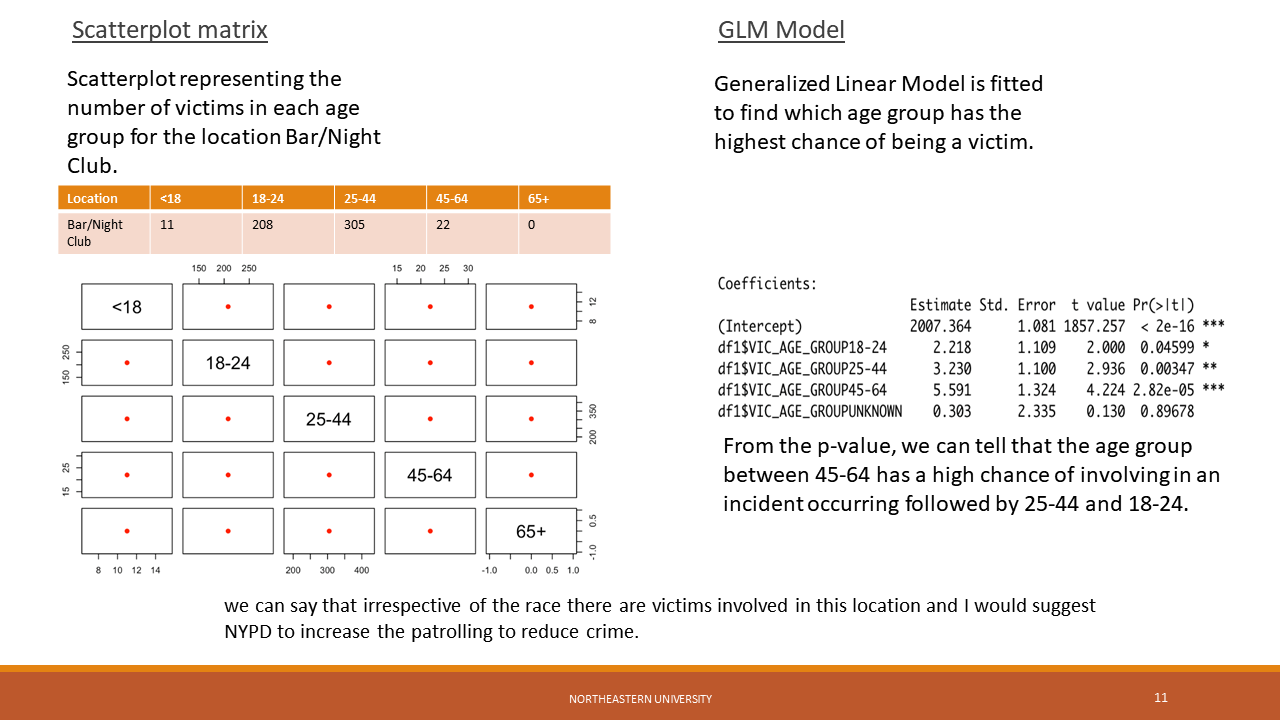 Scatterplot matrix
Scatterplot representing the
number of victims in each age
group for the location Bar/Night
Club.
Location <18 18-24 25-44 45-64 65+
Bar/Night Club 11 208 305 22 0
150 200 250 15 20 25 30
<18
8 12
150 250
18-24
25-44
200 350
15 25
45-64
65+
-1.0 0.5
8 10 12 14 200 300 400 -1.0 0.0 0.5 1.0
GLM Model
Generalized Linear Model is fitted
to find which age group has the
highest chance of being a victim.
Coefficients:
Estimate Std. Error t value Pr(>|t|)
(Intercept) 2007.364 1.081 1857.257 < 2e-16 ***
df1$VIC_AGE_GROUP18-24 2.218 1.109 2.000 0.04599 *
df1$VIC_AGE_GROUP25-44 3.230 1.100 2.936 0.00347 **
df1$VIC_AGE_GROUP45-64 5.591 1.324 4.224 2.82e-05 ***
df1$VIC_AGE_GROUPUNKNOWN 0.303 2.335 0.130 0.89678
From the p-value, we can tell that the age group
between 45-64 has a high chance of involving in an
incident occurring followed by 25-44 and 18-24.
we can say that irrespective of the race there are victims involved in this location and I would suggest
NYPD to increase the patrolling to reduce crime.
NORTHEASTERN UNIVERSITY
11